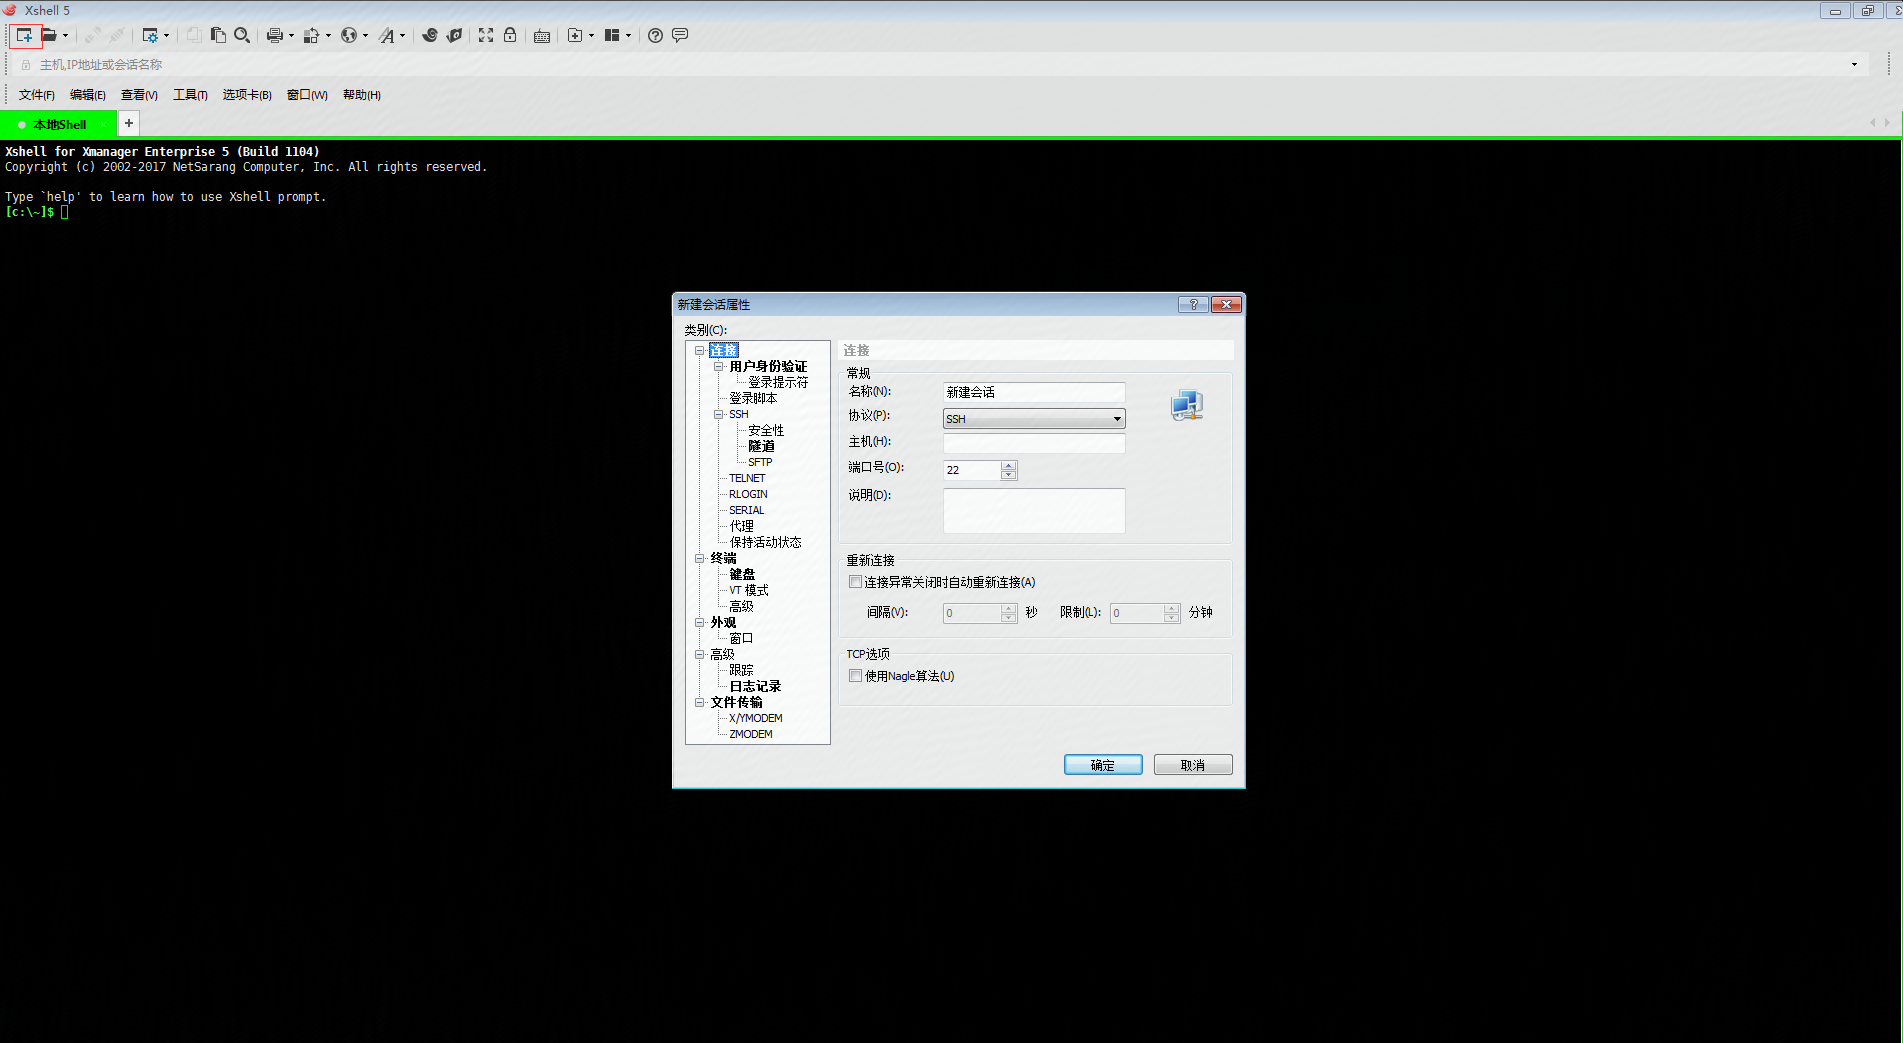 Xshell 5
主机,IP地址或会话名称
文件(F) 编辑(E) 查看(V) 工具(T) 选项卡(B) 窗口(W) 帮助(H)
本地Shell
Xshell for Xmanager Enterprise 5 (Build 1104)
Copyright (c) 2002-2017 NetSarang Computer, Inc. All rights reserved.
Type `help' to learn how to use Xshell prompt.
[c:\~]$
新建会话属性
类别(C):
连接
用户身份验证
登录提示符
登录脚本
SSH
安全性
隧道
SFTP
TELNET
RLOGIN
SERIAL
代理
保持活动状态
终端
键盘
VT 模式
高级
外观
窗口
高级
跟踪
日志记录
文件传输
X/YMODEM
ZMODEM
连接
常规
名称(N): 新建会话
协议(P): SSH
主机(H):
端口号(O): 22
说明(D):
重新连接
连接异常关闭时自动重新连接(A)
间隔(V): 0 秒 限制(L): 0 分钟
TCP选项
使用Nagle算法(U)
确定 取消